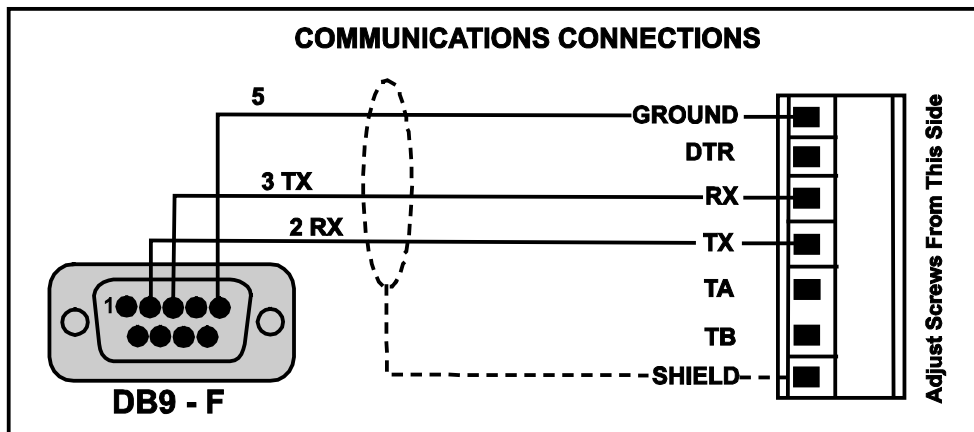 COMMUNICATIONS CONNECTIONS
5
GROUND
DTR
3 TX
RX
2 RX
TX
TA
TB
SHIELD
1
DB9 - F
Adjust Screws From This Side